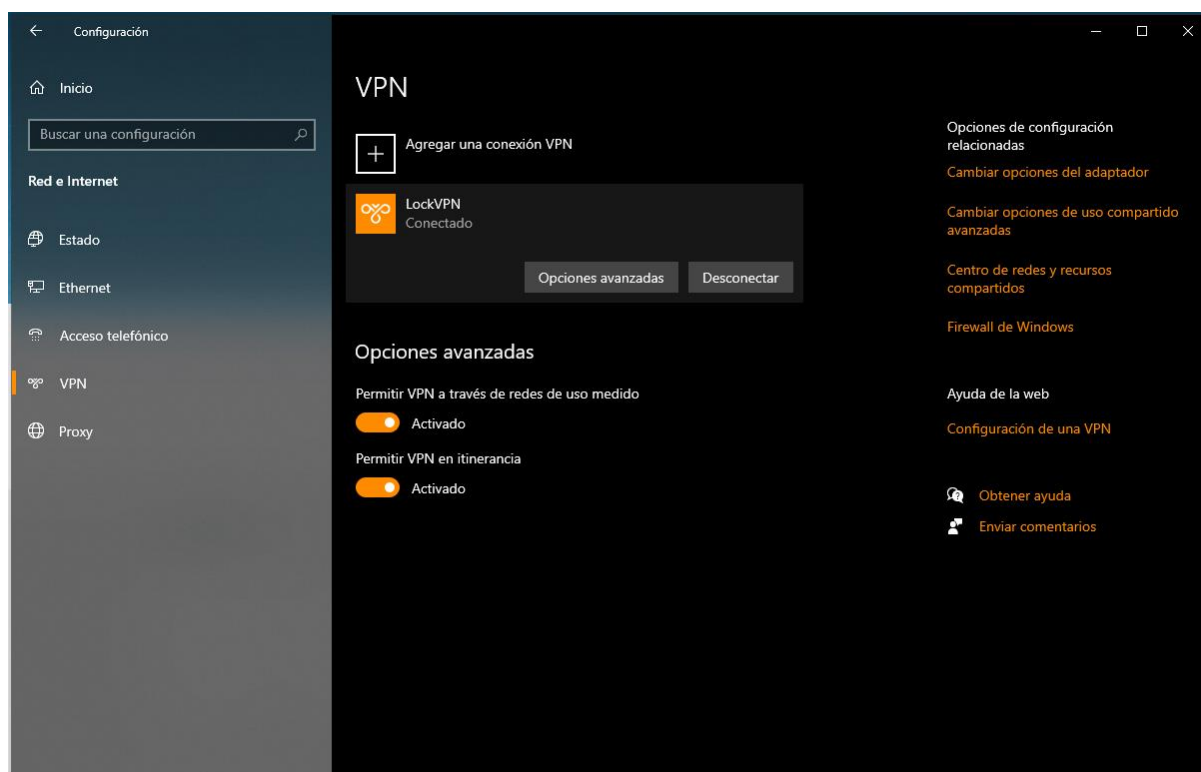 Configuración
Inicio
Buscar una configuración
Red e Internet
Estado
Ethernet
Acceso telefónico
VPN
Proxy
VPN
Agregar una conexión VPN
LockVPN
Conectado
Opciones avanzadas
Desconectar
Opciones avanzadas
Permitir VPN a través de redes de uso medido
Activado
Permitir VPN en itinerancia
Activado
Opciones de configuración
relacionadas
Cambiar opciones del adaptador
Cambiar opciones de uso compartido
avanzadas
Centro de redes y recursos
compartidos
Firewall de Windows
Ayuda de la web
Configuración de una VPN
Obtener ayuda
Enviar comentarios